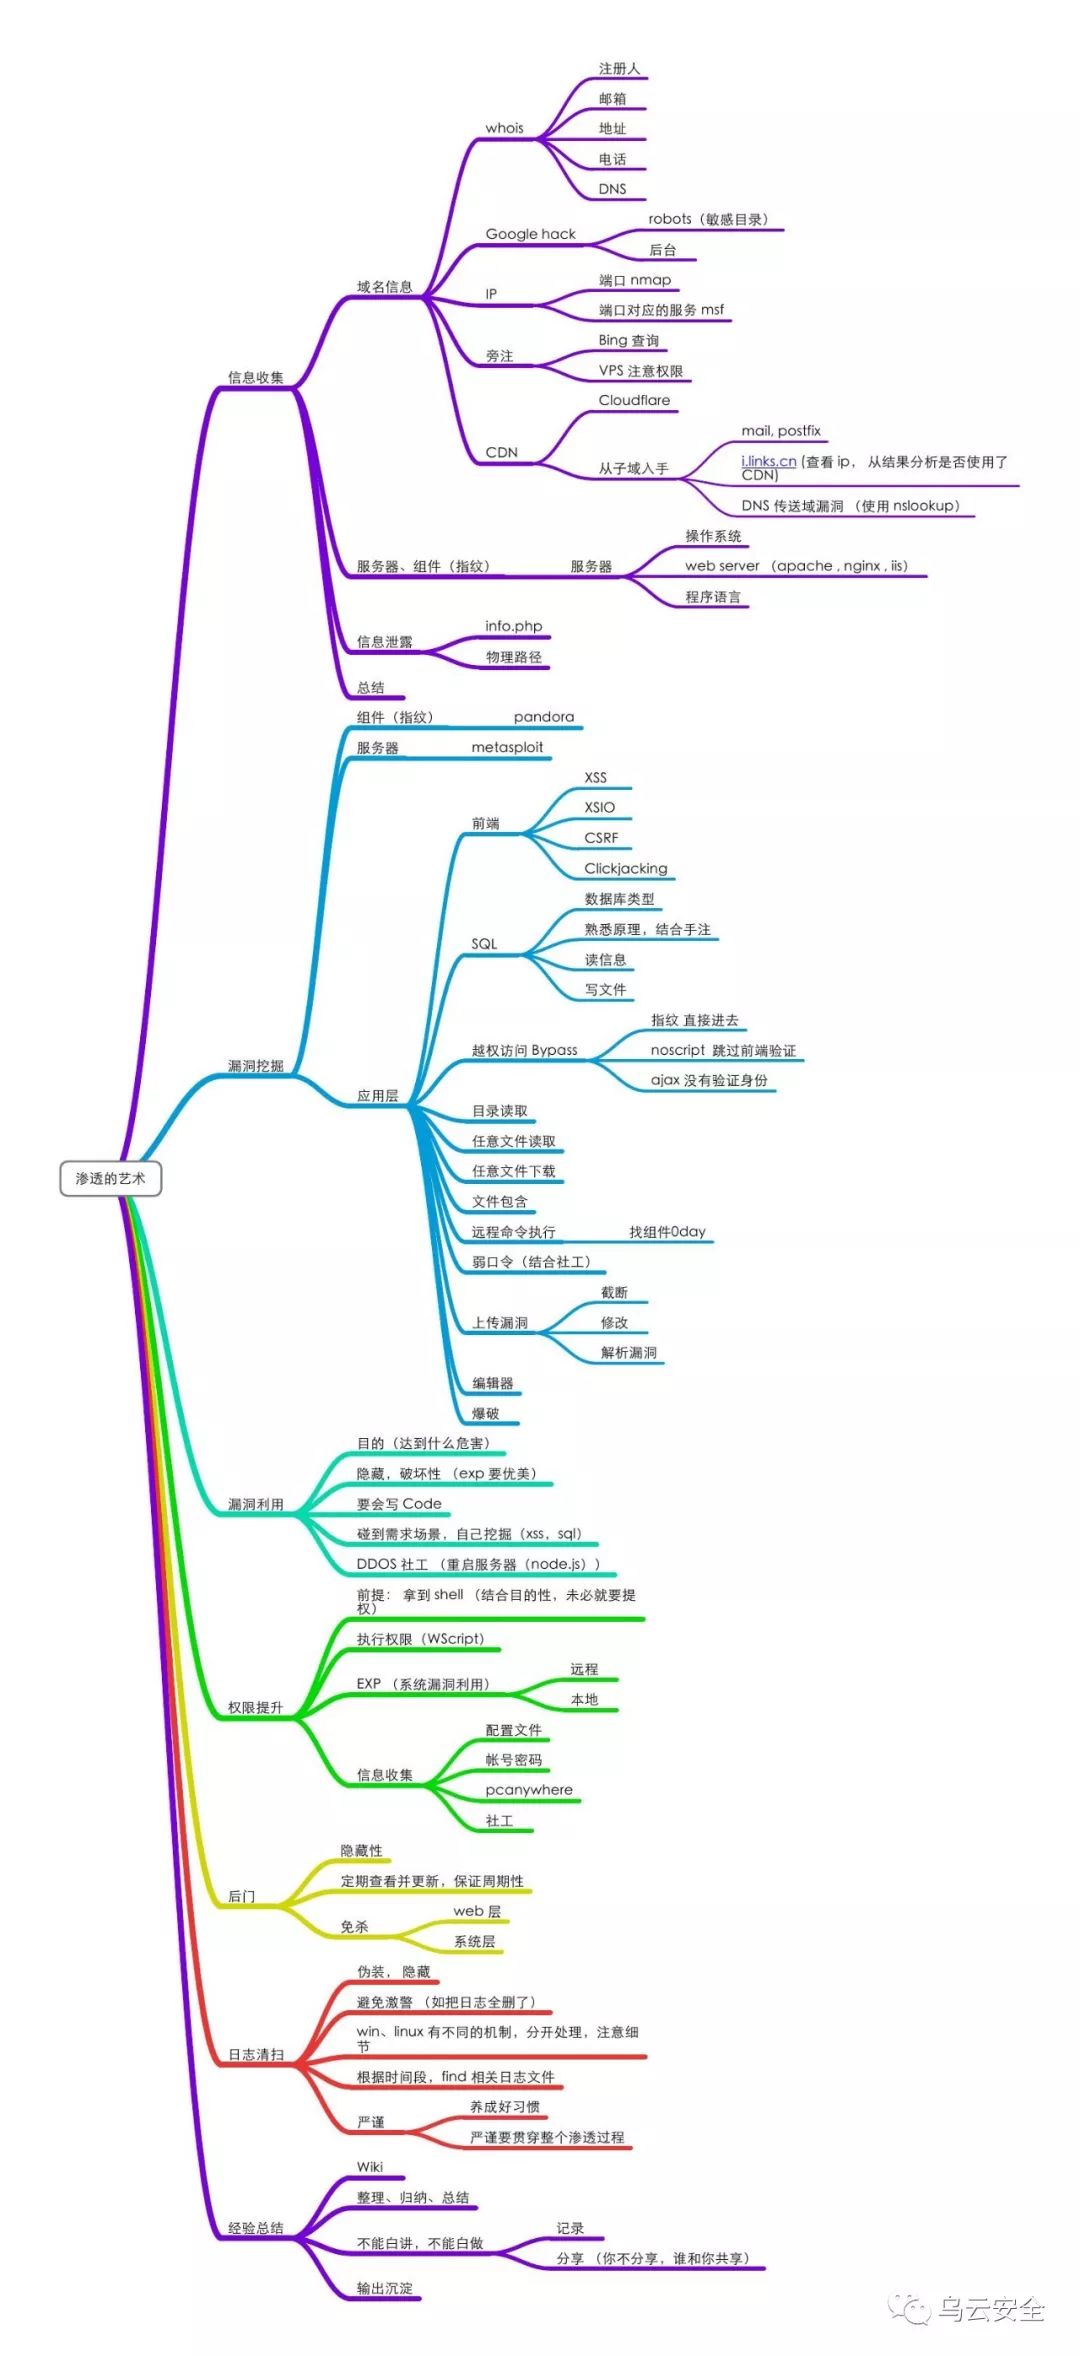 注册人
邮箱
whois
地址
电话
DNS
robots（敏感目录）
Google hack
后台
域名信息
端口 nmap
IP
端口对应的服务 msf
Bing 查询
旁注
VPS 注意权限
信息收集
Cloudflare
mail, postfix
CDN
i.links.cn (查看 ip， 从结果分析是否使用了
CDN)
从子域入手
DNS 传送域漏洞 （使用 nslookup）
操作系统
服务器、组件（指纹）
服务器
web server （apache , nginx , iis）
程序语言
info.php
信息泄露
物理路径
总结
组件（指纹）
pandora
服务器
metasploit
XSS
XSIO
前端
CSRF
Clickjacking
数据库类型
熟悉原理，结合手注
SQL
读信息
写文件
指纹 直接进去
越权访问 Bypass
noscript 跳过前端验证
漏洞挖掘
ajax 没有验证身份
应用层
目录读取
任意文件读取
任意文件下载
渗透的艺术
文件包含
远程命令执行
找组件0day
弱口令（结合社工）
截断
上传漏洞
修改
解析漏洞
编辑器
爆破
目的（达到什么危害）
隐藏，破坏性 （exp 要优美）
漏洞利用
要会写 Code
碰到需求场景，自己挖掘（xss，sql）
DDOS 社工 （重启服务器（node.js））
前提： 拿到 shell （结合目的性，未必就要提
权）
执行权限（WScript）
远程
EXP （系统漏洞利用）
权限提升
本地
配置文件
帐号密码
信息收集
pcanywhere
社工
隐藏性
定期查看并更新，保证周期性
后门
web 层
免杀
系统层
伪装， 隐藏
避免激警 （如把日志全删了）
win、linux 有不同的机制，分开处理，注意细
节
日志清扫
根据时间段，find 相关日志文件
养成好习惯
严谨
严谨要贯穿整个渗透过程
Wiki
整理、归纳、总结
经验总结
记录
不能白讲，不能白做
分享 （你不分享，谁和你共享）
输出沉淀
乌云安全